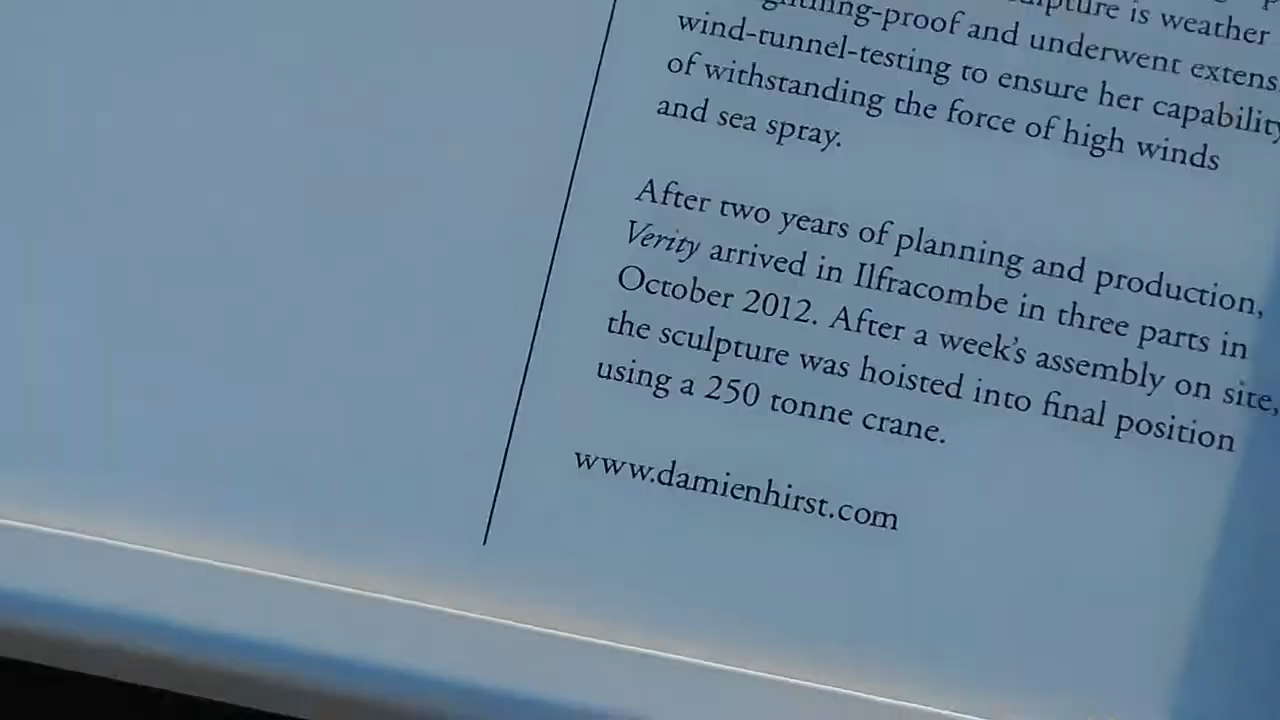 sculpture is weather
lightning-proof and underwent extens
wind-tunnel-testing to ensure her capability
of withstanding the force of high winds
and sea spray.
After two years of planning and production,
Verity arrived in Ilfracombe in three parts in
October 2012. After a week's assembly on site,
the sculpture was hoisted into final position
using a 250 tonne crane.
www.damienhirst.com